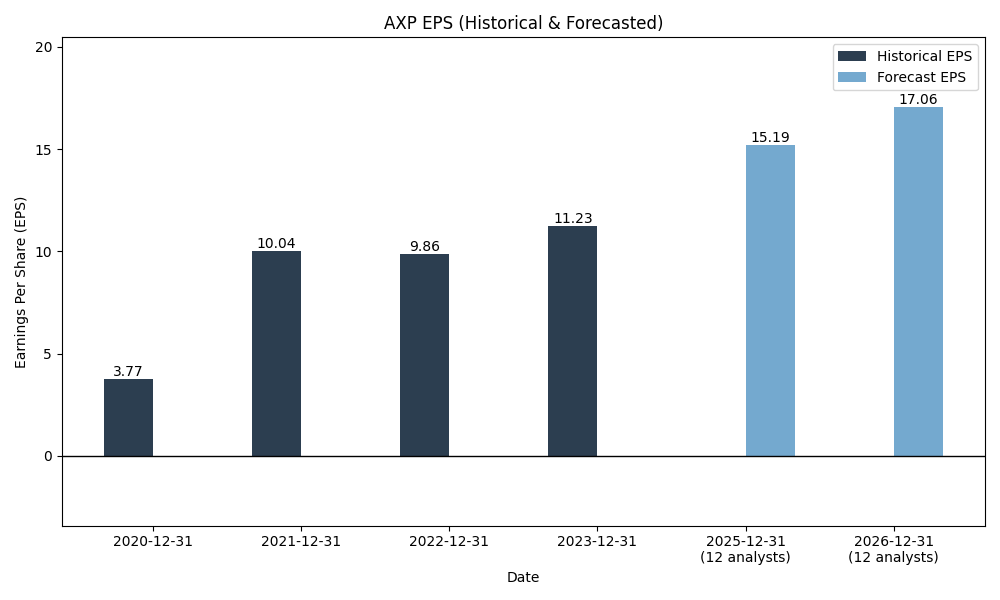 AXP EPS (Historical & Forecasted)
Historical EPS
Forecast EPS
Earnings Per Share (EPS)
20
15
10
5
0
3.77
10.04
9.86
11.23
15.19
17.06
2020-12-31
2021-12-31
2022-12-31
2023-12-31
2025-12-31
(12 analysts)
2026-12-31
(12 analysts)
Date